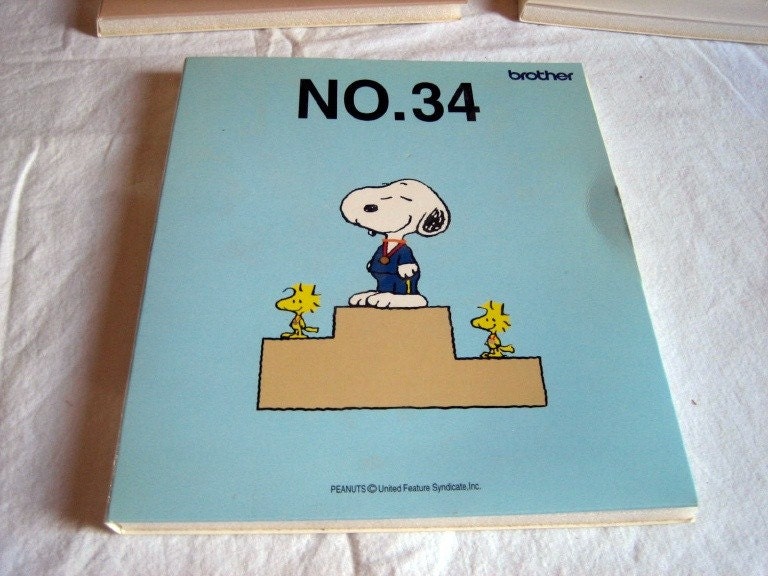 brother
NO.34
PEANUTS © United Feature Syndicate,Inc.